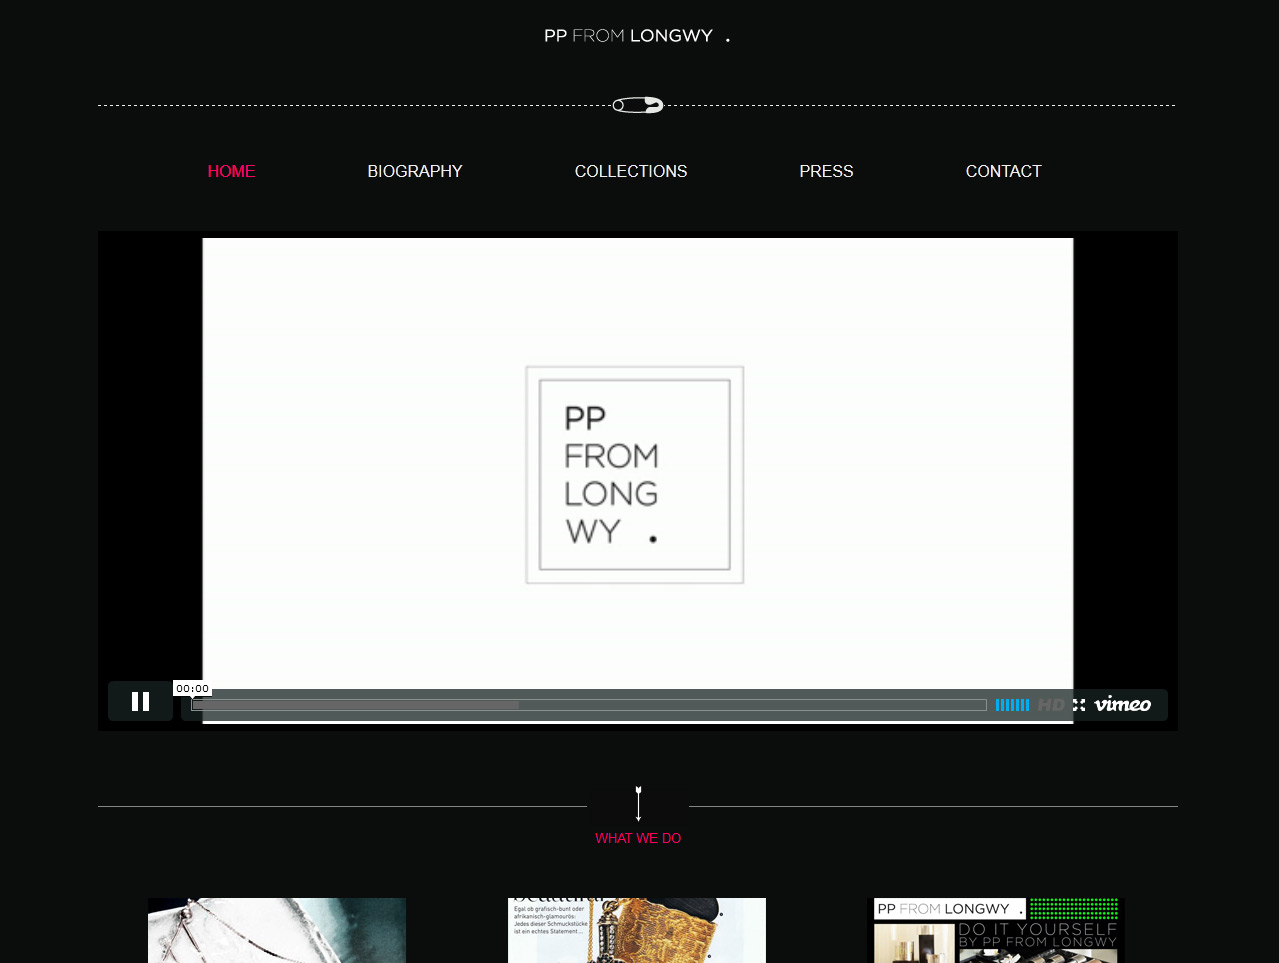 PP FROM LONGWY .
HOME BIOGRAPHY COLLECTIONS PRESS CONTACT
PP
FROM
LONG
WY .
00:00
HD vimeo
WHAT WE DO
Egal ob grafisch-bunt oder
afrikanisch-glamourös:
Jedes dieser Schmuckstücke
ist ein echtes Statement...
PP FROM LONGWY .
DO IT YOURSELF
BY PP FROM LONGWY